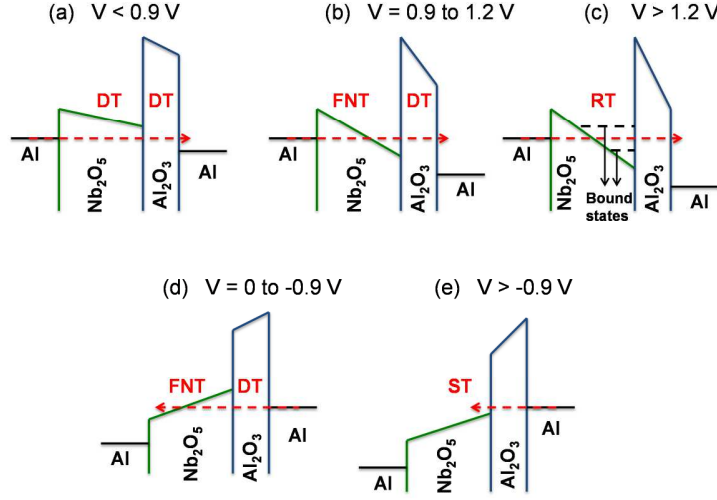 (a) V < 0.9 V
(b) V = 0.9 to 1.2 V
(c) V > 1.2 V
DT DT
Al
Nb₂O₅
Al₂O₃
Al
FNT DT
Al
Nb₂O₅
Al₂O₃
Al
RT
Al
Nb₂O₅
Bound
states
Al₂O₃
Al
(d) V = 0 to -0.9 V
(e) V > -0.9 V
FNT DT
Al
Nb₂O₅
Al₂O₃
Al
ST
Al
Nb₂O₅
Al₂O₃
Al